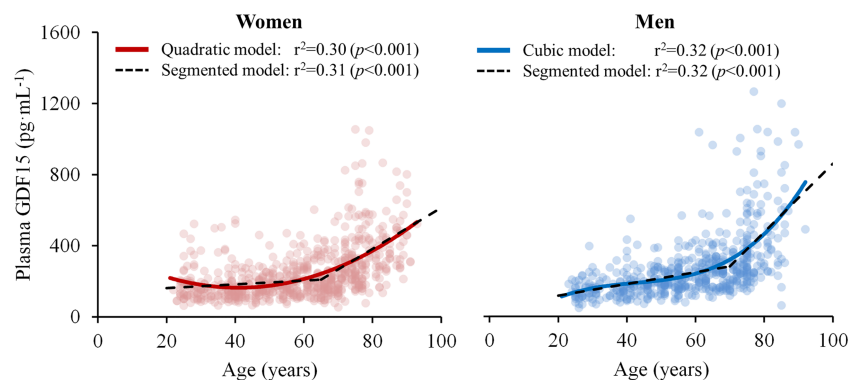 Women
Men
1600
1200
800
400
0
Plasma GDF15 (pg·mL⁻¹)
Quadratic model: r²=0.30 (p<0.001)
Segmented model: r²=0.31 (p<0.001)
Cubic model: r²=0.32 (p<0.001)
Segmented model: r²=0.32 (p<0.001)
0 20 40 60 80 100
0 20 40 60 80 100
Age (years)
Age (years)